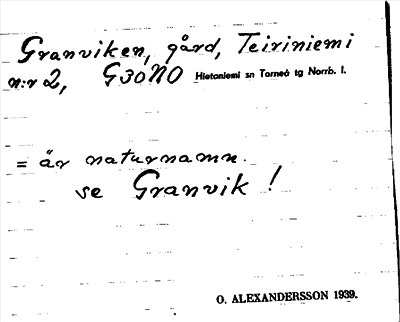 Granviken, gård, Teiriniemi
n:r 2, G30NO Hietaniemi sn Torneå tg Norrb. l.
= är naturnamn.
se Granvik!
O. ALEXANDERSSON 1939.